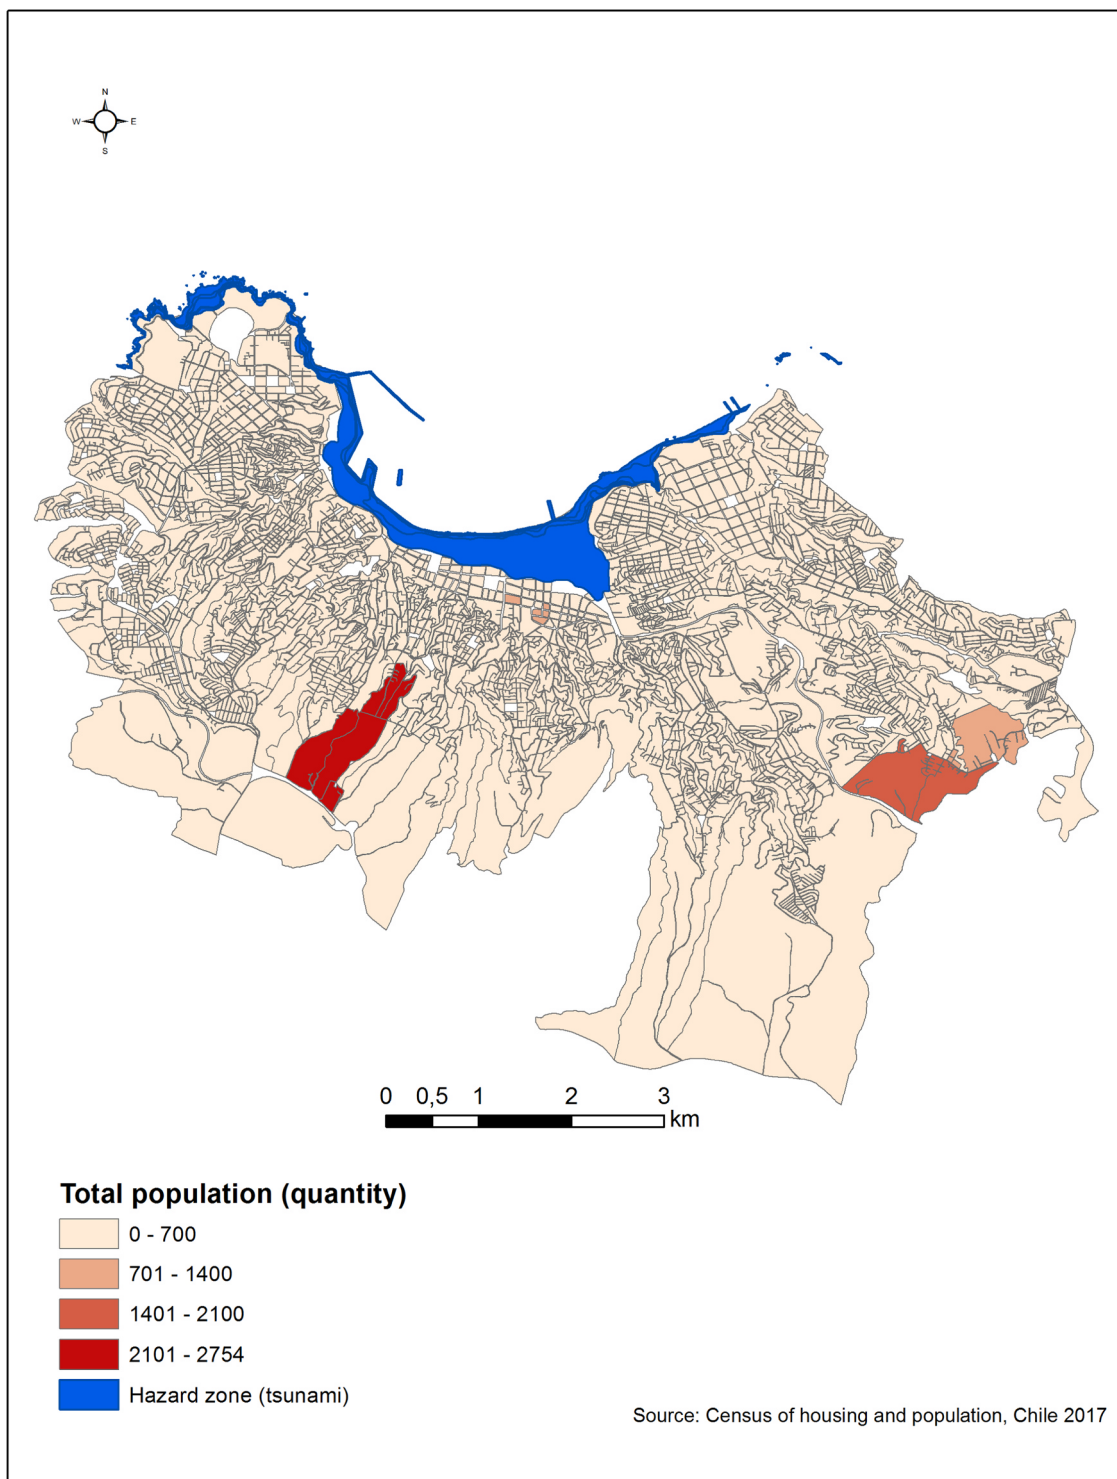 N
W E
S
0 0,5 1 2 3
km
Total population (quantity)
0 - 700
701 - 1400
1401 - 2100
2101 - 2754
Hazard zone (tsunami)
Source: Census of housing and population, Chile 2017